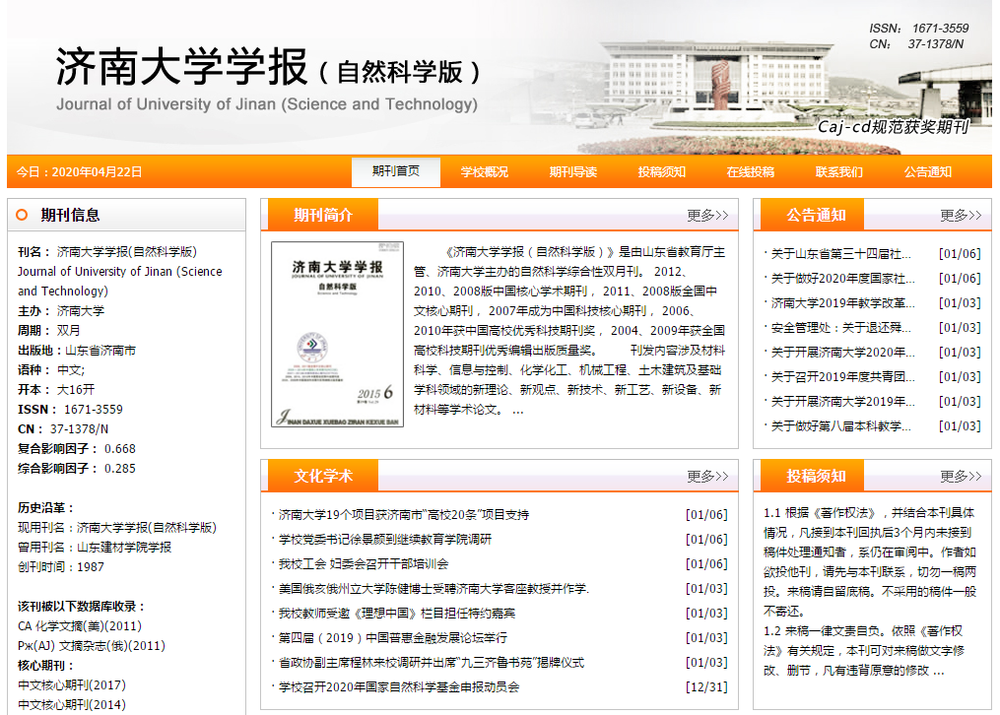 济南大学学报（自然科学版）
Journal of University of Jinan (Science and Technology)
ISSN： 1671-3559
CN： 37-1378/N
Caj-cd规范获奖期刊
今日：2020年04月22日
期刊首页 学校概况 期刊导读 投稿须知 在线投稿 联系我们 公告通知
期刊信息
刊名： 济南大学学报(自然科学版)
Journal of University of Jinan (Science
and Technology)
主办： 济南大学
周期： 双月
出版地：山东省济南市
语种： 中文;
开本： 大16开
ISSN： 1671-3559
CN： 37-1378/N
复合影响因子： 0.668
综合影响因子： 0.285
历史沿革：
现用刊名：济南大学学报(自然科学版)
曾用刊名：山东建材学院学报
创刊时间：1987
该刊被以下数据库收录：
CA 化学文摘(美)(2011)
Pж(AJ) 文摘杂志(俄)(2011)
核心期刊：
中文核心期刊(2017)
中文核心期刊(2014)
期刊简介 更多>>
济南大学学报
JOURNAL OF UNIVERSITY OF JINAN
自然科学版
Science and Technology
2015 6
JINAN DAXUE XUEBAO ZIRAN KEXUE BAN
《济南大学学报（自然科学版）》是由山东省教育厅主
管、济南大学主办的自然科学综合性双月刊。 2012、
2010、2008版中国核心学术期刊， 2011、2008版全国中
文核心期刊， 2007年成为中国科技核心期刊， 2006、
2010年获中国高校优秀科技期刊奖， 2004、2009年获全国
高校科技期刊优秀编辑出版质量奖。 刊发内容涉及材料
科学、信息与控制、化学化工、机械工程、土木建筑及基础
学科领域的新理论、新观点、新技术、新工艺、新设备、新
材料等学术论文。 ...
文化学术 更多>>
· 济南大学19个项目获济南市“高校20条”项目支持 [01/06]
· 学校党委书记徐景颜到继续教育学院调研 [01/06]
· 我校工会 妇委会召开干部培训会 [01/06]
· 美国俄亥俄州立大学陈健博士受聘济南大学客座教授并作学. [01/03]
· 我校教师受邀《理想中国》栏目担任特约嘉宾 [01/03]
· 第四届（2019）中国普惠金融发展论坛举行 [01/03]
· 省政协副主席程林来校调研并出席“九三齐鲁书苑”揭牌仪式 [01/03]
· 学校召开2020年国家自然科学基金申报动员会 [12/31]
公告通知 更多>>
· 关于山东省第三十四届社... [01/06]
· 关于做好2020年度国家社... [01/06]
· 济南大学2019年教学改革... [01/03]
· 安全管理处：关于退还舜... [01/03]
· 关于开展济南大学2020年... [01/03]
· 关于召开2019年度共青团... [01/03]
· 关于开展济南大学2019年... [01/03]
· 关于做好第八届本科教学... [01/03]
投稿须知 更多>>
1.1 根据《著作权法》，并结合本刊具体
情况，凡接到本刊回执后3个月内未接到
稿件处理通知者，系仍在审阅中。作者如
欲投他刊，请先与本刊联系，切勿一稿两
投。来稿请自留底稿。不采用的稿件一般
不寄还。
1.2 来稿一律文责自负。依照《著作权
法》有关规定，本刊可对来稿做文字修
改、删节，凡有违背原意的修改 ...